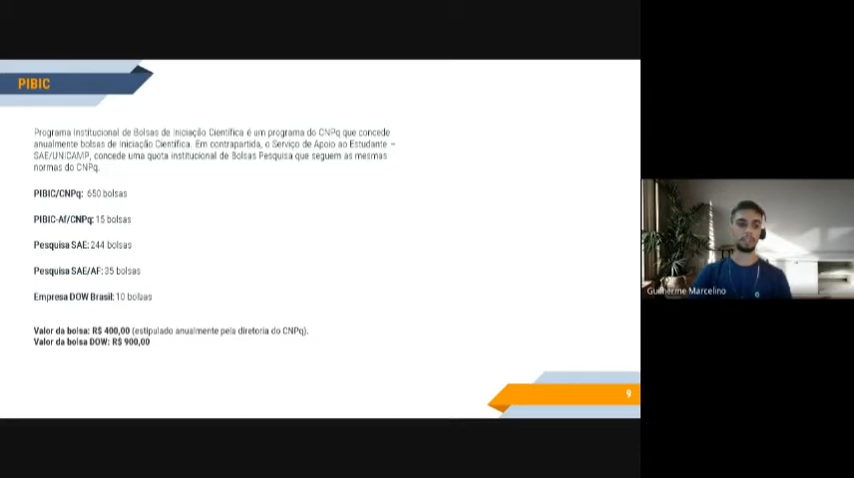 PIBIC
Programa Institucional de Bolsas de Iniciação Científica é um programa do CNPq que concede
anualmente bolsas de Iniciação Científica. Em contrapartida, o Serviço de Apoio ao Estudante –
SAE/UNICAMP, concede uma quota institucional de Bolsas Pesquisa que seguem as mesmas
normas do CNPq.
PIBIC/CNPq: 650 bolsas
PIBIC-Af/CNPq: 15 bolsas
Pesquisa SAE: 244 bolsas
Pesquisa SAE/AF: 35 bolsas
Empresa DOW Brasil: 10 bolsas
Valor da bolsa: R$ 400,00 (estipulado anualmente pela diretoria do CNPq).
Valor da bolsa DOW: R$ 900,00
9
Guilherme Marcelino